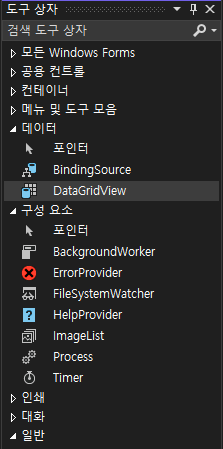 도구 상자
검색 도구 상자
모든 Windows Forms
공용 컨트롤
컨테이너
메뉴 및 도구 모음
데이터
포인터
BindingSource
DataGridView
구성 요소
포인터
BackgroundWorker
ErrorProvider
FileSystemWatcher
HelpProvider
ImageList
Process
Timer
인쇄
대화
일반